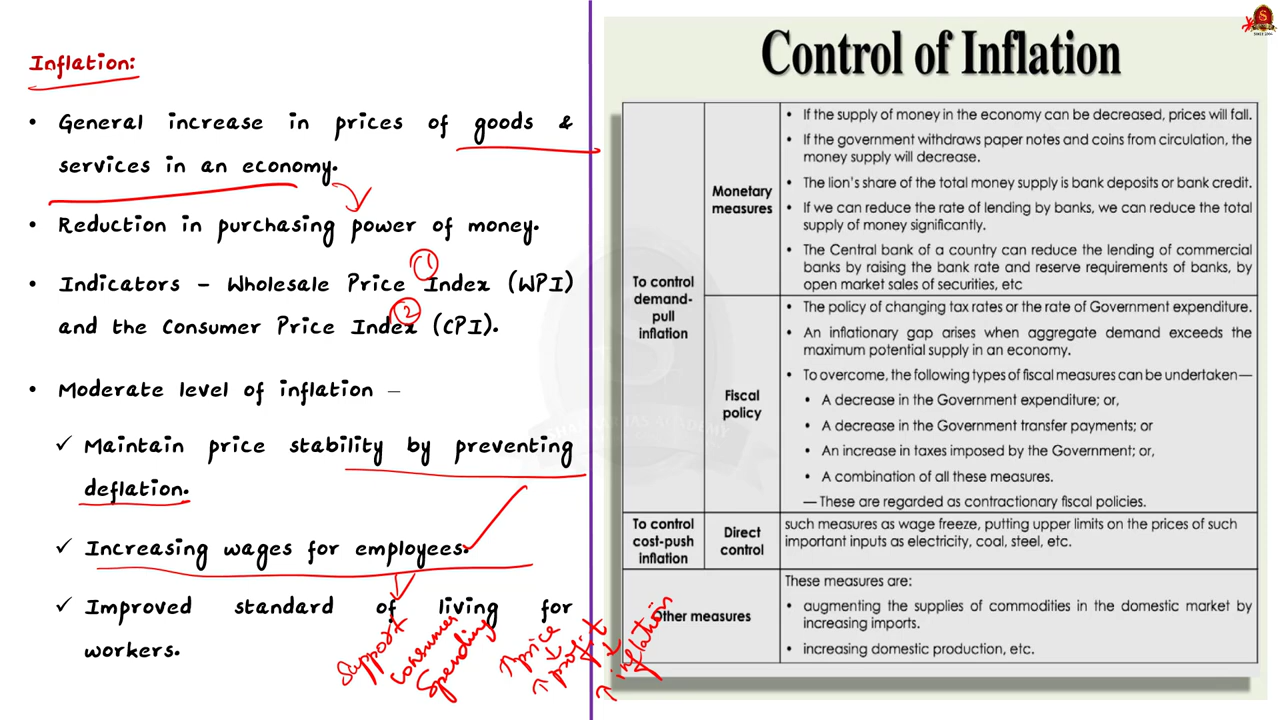 Inflation:
• General increase in prices of goods &
services in an economy.
• Reduction in purchasing power of money.
• Indicators – Wholesale Price Index (WPI)
and the Consumer Price Index (CPI).
(1)
(2)
• Moderate level of inflation –
✓ Maintain price stability by preventing
deflation.
✓ Increasing wages for employees.
✓ Improved standard of living for
workers.
Support
consumer
spending
↑ price
↑ profit
↑ inflation
Control of Inflation
To control
demand-
pull
inflation
Monetary
measures
• If the supply of money in the economy can be decreased, prices will fall.
• If the government withdraws paper notes and coins from circulation, the
money supply will decrease.
• The lion's share of the total money supply is bank deposits or bank credit.
• If we can reduce the rate of lending by banks, we can reduce the total
supply of money significantly.
• The Central bank of a country can reduce the lending of commercial
banks by raising the bank rate and reserve requirements of banks, by
open market sales of securities, etc
Fiscal
policy
• The policy of changing tax rates or the rate of Government expenditure.
• An inflationary gap arises when aggregate demand exceeds the
maximum potential supply in an economy.
• To overcome, the following types of fiscal measures can be undertaken—
• A decrease in the Government expenditure; or,
• A decrease in the Government transfer payments; or
• An increase in taxes imposed by the Government; or,
• A combination of all these measures.
— These are regarded as contractionary fiscal policies.
To control
cost-push
inflation
Direct
control
such measures as wage freeze, putting upper limits on the prices of such
important inputs as electricity, coal, steel, etc.
Other measures
These measures are:
• augmenting the supplies of commodities in the domestic market by
increasing imports.
• increasing domestic production, etc.